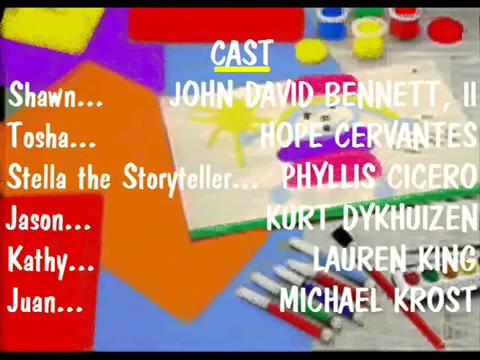 CAST
Shawn... JOHN DAVID BENNETT, II
Tosha... HOPE CERVANTES
Stella the Storyteller... PHYLLIS CICERO
Jason... KURT DYKHUIZEN
Kathy... LAUREN KING
Juan... MICHAEL KROST